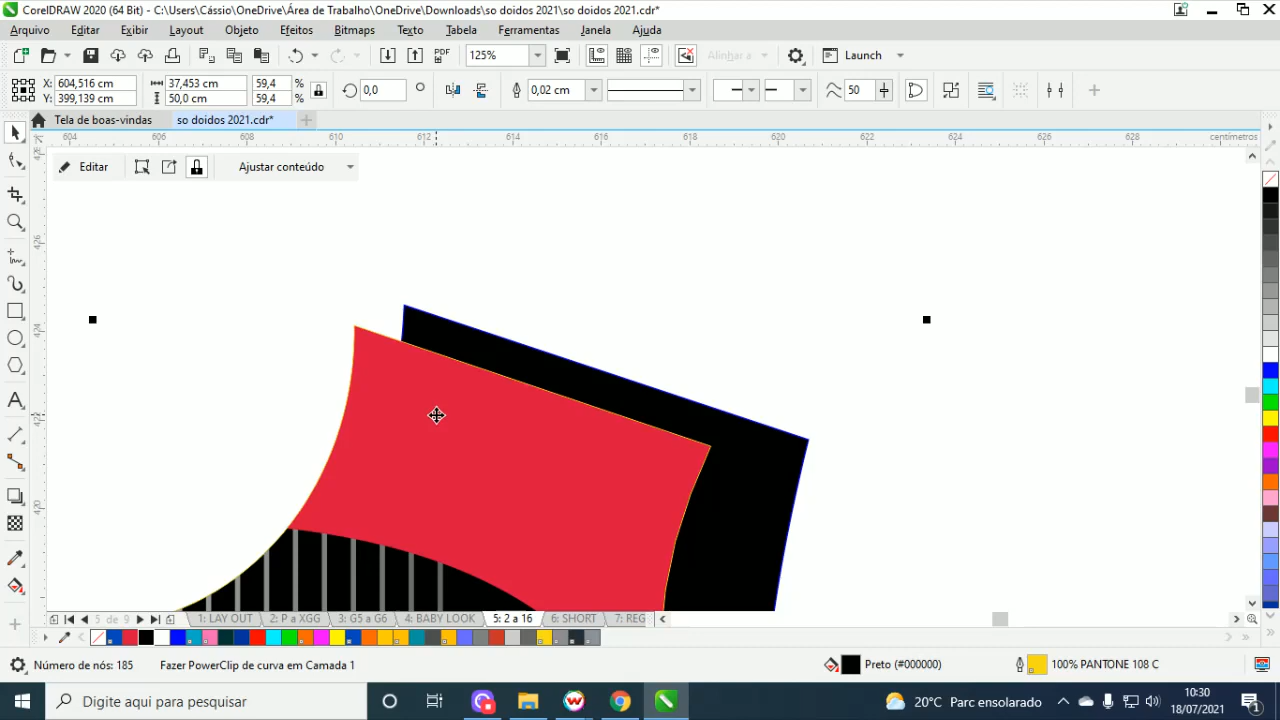 CorelDRAW 2020 (64 Bit) - C:\Users\Cássio\OneDrive\Área de Trabalho\OneDrive\Downloads\so doidos 2021\so doidos 2021.cdr*
Arquivo Editar Exibir Layout Objeto Efeitos Bitmaps Texto Tabela Ferramentas Janela Ajuda
PDF 125% Alinhar a Launch
X: 604,516 cm 37,453 cm 59,4 % 0,0 0,02 cm 50
Y: 399,139 cm 50,0 cm 59,4 %
Tela de boas-vindas so doidos 2021.cdr*
604 610 612 614 616 618 620 622 624 626 628 centímetros
Editar Ajustar conteúdo
426
424
422
420
5 de 9 1: LAY OUT 2: P a XGG 3: G5 a G6 4: BABY LOOK 5: 2 a 16 6: SHORT 7: REG
Número de nós: 185 Fazer PowerClip de curva em Camada 1 Preto (#000000) 100% PANTONE 108 C
Digite aqui para pesquisar 20°C Parc ensolarado 10:30
18/07/2021 1